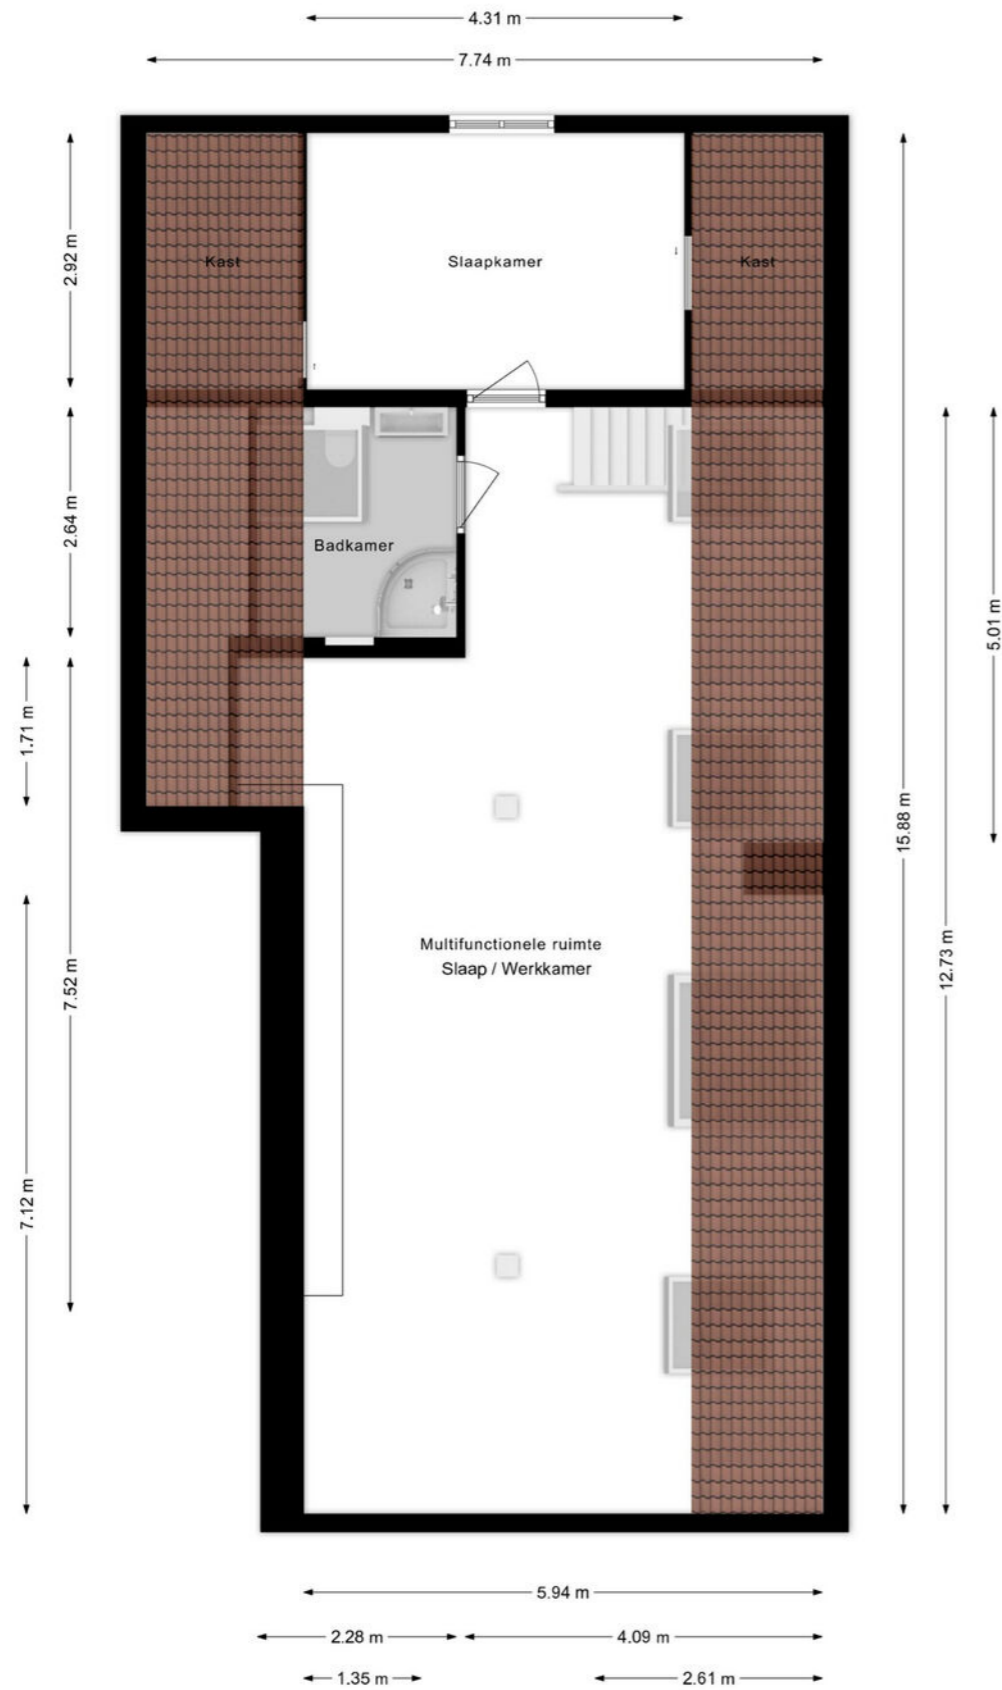 4.31 m
7.74 m
2.92 m
Kast
Slaapkamer
Kast
2.64 m
Badkamer
5.01 m
1.71 m
15.88 m
Multifunctionele ruimte
Slaap / Werkkamer
12.73 m
7.52 m
7.12 m
5.94 m
2.28 m
4.09 m
1.35 m
2.61 m